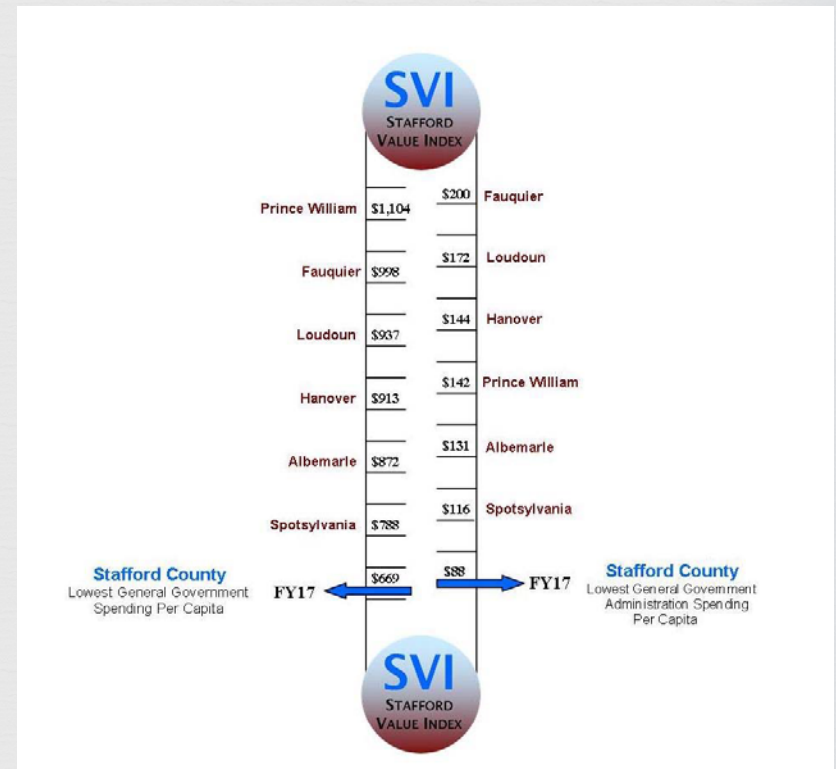 SVI
STAFFORD
VALUE INDEX
$200 Fauquier
Prince William $1,104
$172 Loudoun
Fauquier $998
$144 Hanover
Loudoun $937
$142 Prince William
Hanover $913
$131 Albemarle
Albemarle $872
$116 Spotsylvania
Spotsylvania $788
Stafford County
Lowest General Government
Spending Per Capita
FY17
$669
$88
FY17
Stafford County
Lowest General Government
Administration Spending
Per Capita
SVI
STAFFORD
VALUE INDEX